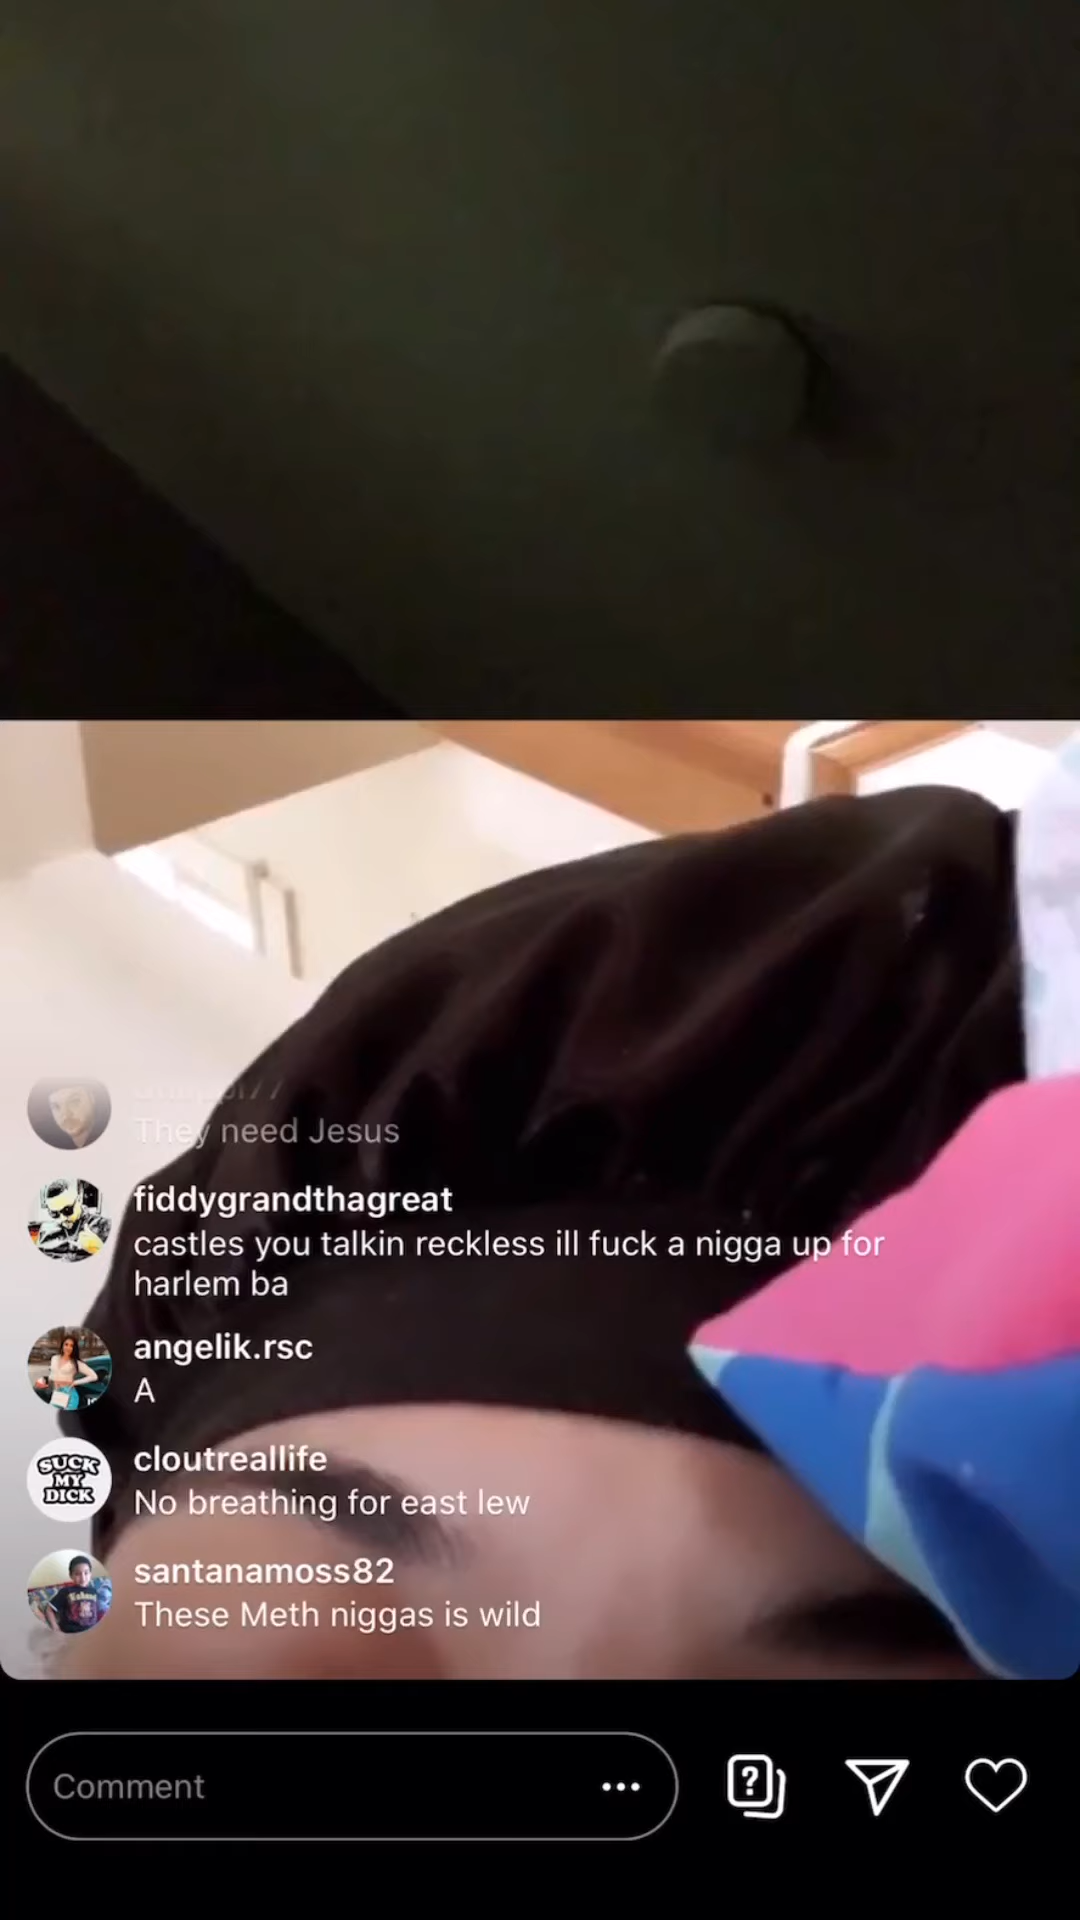 They need Jesus
fiddygrandthagreat
castles you talkin reckless ill fuck a nigga up for
harlem ba
angelik.rsc
A
cloutreallife
No breathing for east lew
SUCK
MY
DICK
santanamoss82
These Meth niggas is wild
Comment